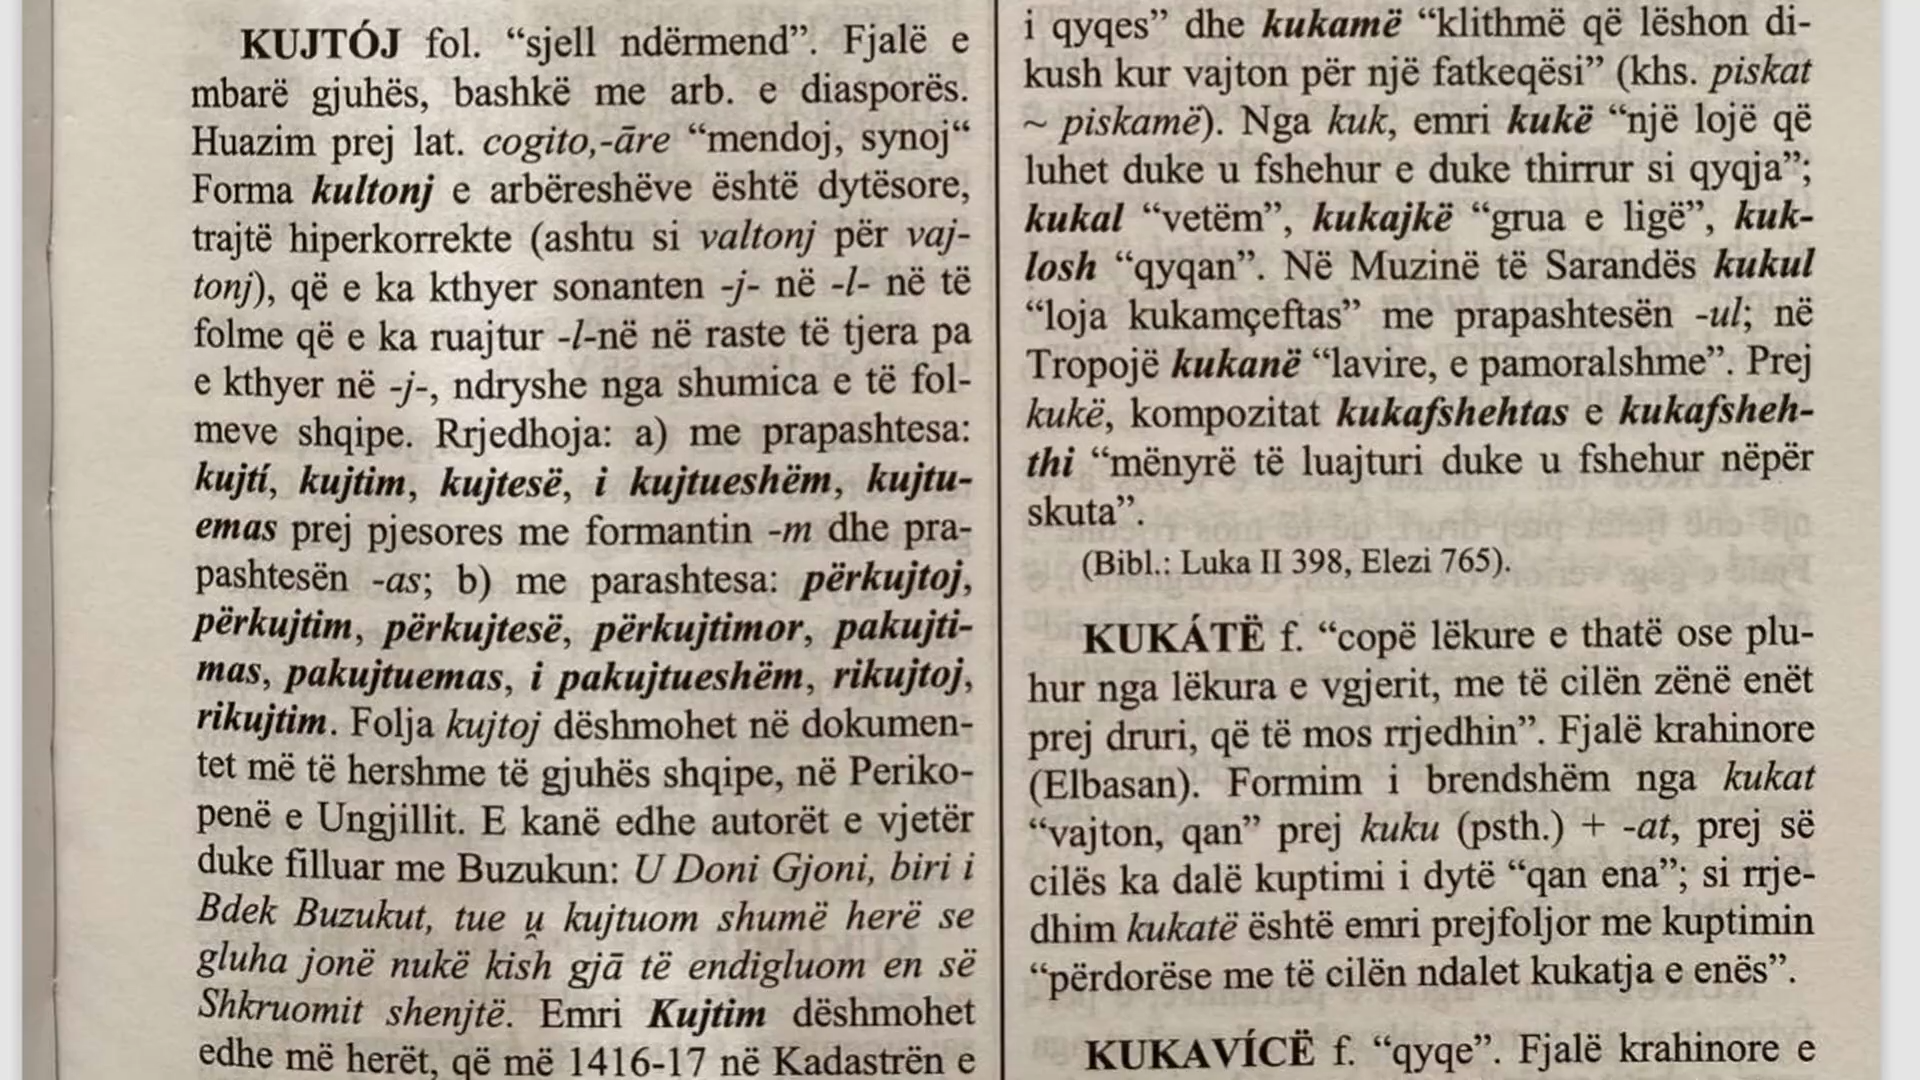 KUJTÓJ fol. “sjell ndërmend”. Fjalë e
mbarë gjuhës, bashkë me arb. e diasporës.
Huazim prej lat. cogito,-āre “mendoj, synoj“
Forma kultonj e arbëreshëve është dytësore,
trajtë hiperkorrekte (ashtu si valtonj për vaj-
tonj), që e ka kthyer sonanten -j- në -l- në të
folme që e ka ruajtur -l-në në raste të tjera pa
e kthyer në -j-, ndryshe nga shumica e të fol-
meve shqipe. Rrjedhoja: a) me prapashtesa:
kujtí, kujtim, kujtesë, i kujtueshëm, kujtu-
emas prej pjesores me formantin -m dhe pra-
pashtesën -as; b) me parashtesa: përkujtoj,
përkujtim, përkujtesë, përkujtimor, pakujti-
mas, pakujtuemas, i pakujtueshëm, rikujtoj,
rikujtim. Folja kujtoj dëshmohet në dokumen-
tet më të hershme të gjuhës shqipe, në Periko-
penë e Ungjillit. E kanë edhe autorët e vjetër
duke filluar me Buzukun: U Doni Gjoni, biri i
Bdek Buzukut, tue u̯ kujtuom shumë herë se
gluha jonë nukë kish gjā të endigluom en së
Shkruomit shenjtë. Emri Kujtim dëshmohet
edhe më herët, që më 1416-17 në Kadastrën e
i qyqes” dhe kukamë “klithmë që lëshon di-
kush kur vajton për një fatkeqësi” (khs. piskat
~ piskamë). Nga kuk, emri kukë “një lojë që
luhet duke u fshehur e duke thirrur si qyqja”;
kukal “vetëm”, kukajkë “grua e ligë”, kuk-
losh “qyqan”. Në Muzinë të Sarandës kukul
“loja kukamçeftas” me prapashtesën -ul; në
Tropojë kukanë “lavire, e pamoralshme”. Prej
kukë, kompozitat kukafshehtas e kukafsheh-
thi “mënyrë të luajturi duke u fshehur nëpër
skuta”.
(Bibl.: Luka II 398, Elezi 765).
KUKÁTË f. “copë lëkure e thatë ose plu-
hur nga lëkura e vgjerit, me të cilën zënë enët
prej druri, që të mos rrjedhin”. Fjalë krahinore
(Elbasan). Formim i brendshëm nga kukat
“vajton, qan” prej kuku (psth.) + -at, prej së
cilës ka dalë kuptimi i dytë “qan ena”; si rrje-
dhim kukatë është emri prejfoljor me kuptimin
“përdorëse me të cilën ndalet kukatja e enës”.
KUKAVÍCË f. “qyqe”. Fjalë krahinore e